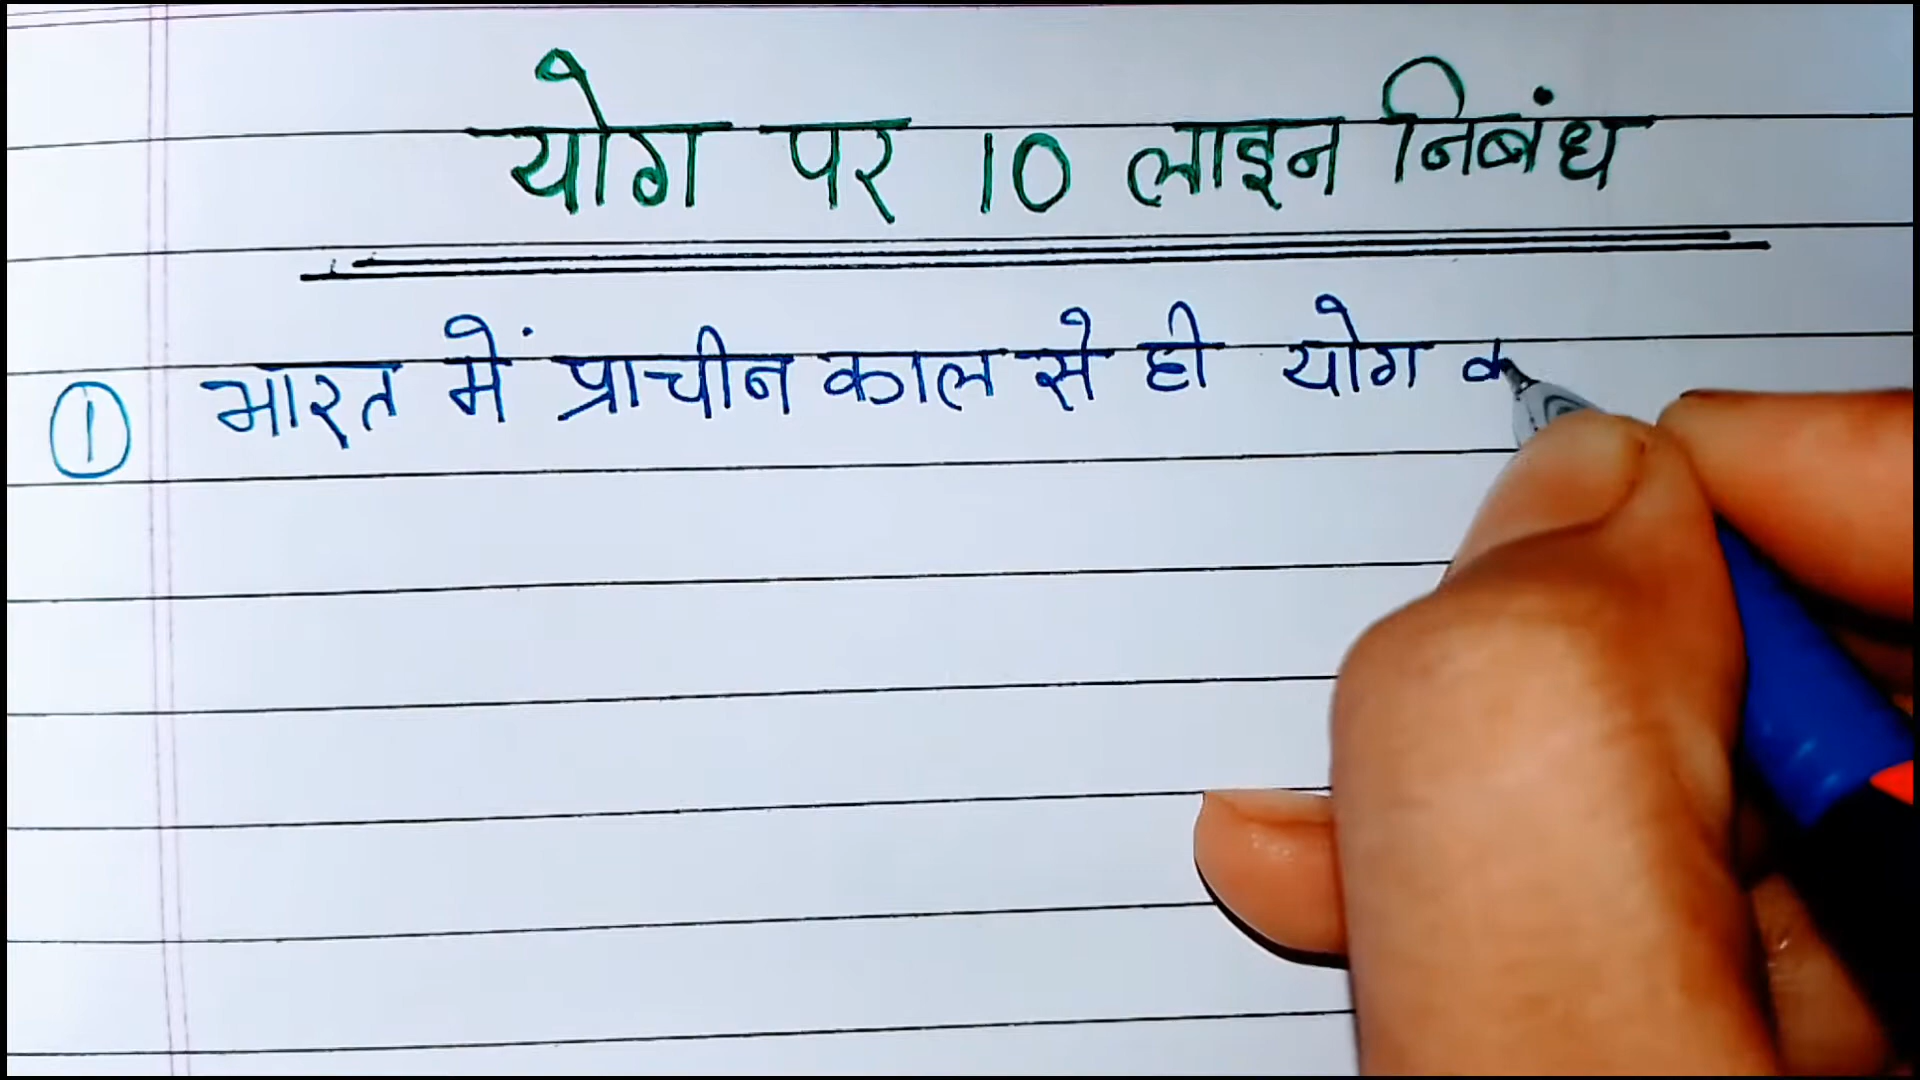 योग पर 10 लाइन निबंध
① भारत में प्राचीन काल से ही योग